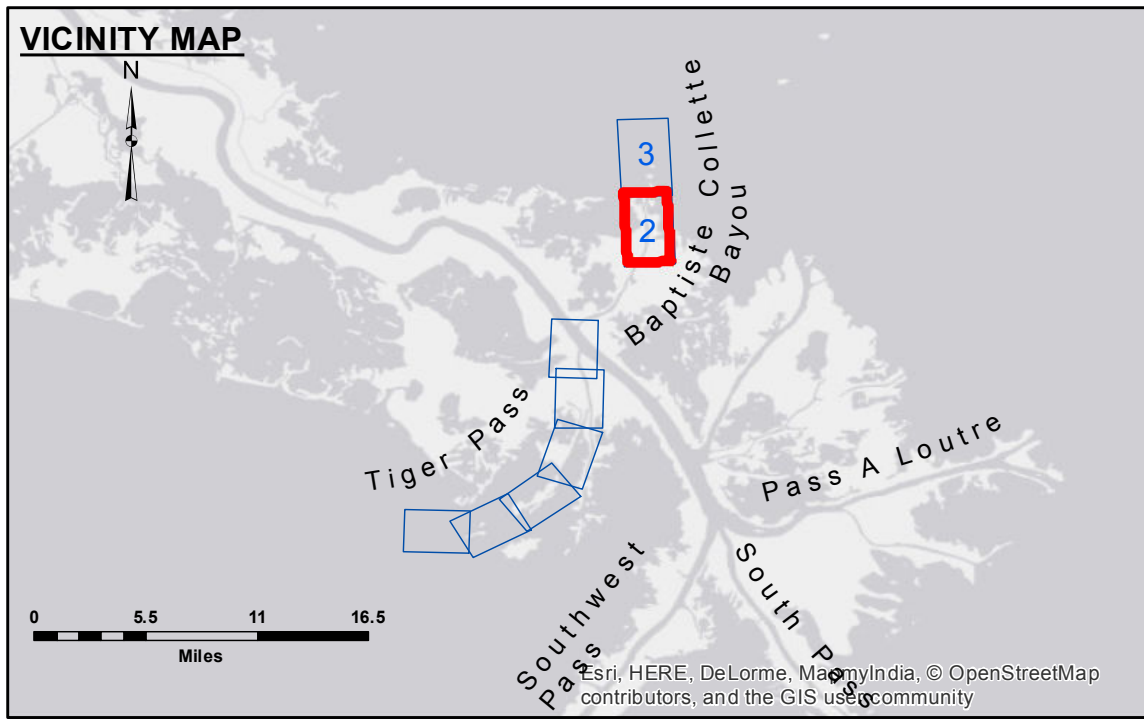 VICINITY MAP
N
3
2
Baptiste Collette
Bayou
Tiger Pass
Pass A Loutre
Southwest
Pass
South Pass
0 5.5 11 16.5
Miles
Esri, HERE, DeLorme, MapmyIndia, © OpenStreetMap
contributors, and the GIS user community